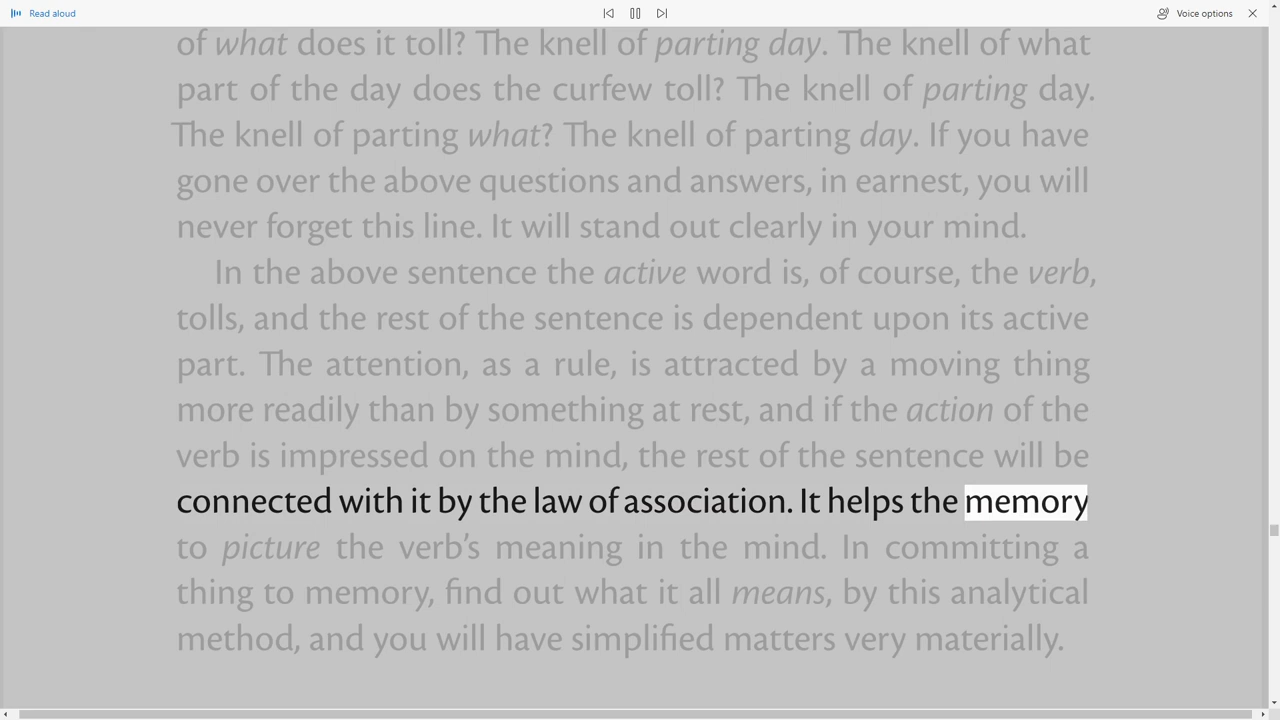 Read aloud
Voice options
of what does it toll? The knell of parting day. The knell of what
part of the day does the curfew toll? The knell of parting day.
The knell of parting what? The knell of parting day. If you have
gone over the above questions and answers, in earnest, you will
never forget this line. It will stand out clearly in your mind.
In the above sentence the active word is, of course, the verb,
tolls, and the rest of the sentence is dependent upon its active
part. The attention, as a rule, is attracted by a moving thing
more readily than by something at rest, and if the action of the
verb is impressed on the mind, the rest of the sentence will be
connected with it by the law of association. It helps the memory
to picture the verb’s meaning in the mind. In committing a
thing to memory, find out what it all means, by this analytical
method, and you will have simplified matters very materially.